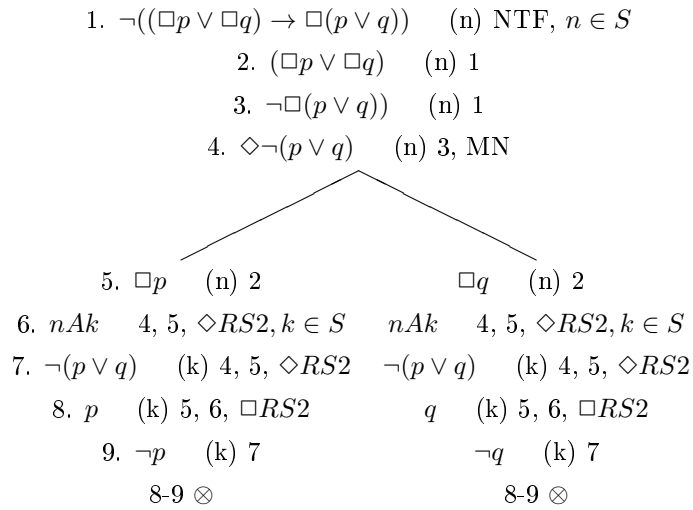 1. ¬((□p ∨ □q) → □(p ∨ q)) (n) NTF, n ∈ S
2. (□p ∨ □q) (n) 1
3. ¬□(p ∨ q)) (n) 1
4. ◇¬(p ∨ q) (n) 3, MN
5. □p (n) 2 □q (n) 2
6. nAk 4, 5, ◇RS2, k ∈ S nAk 4, 5, ◇RS2, k ∈ S
7. ¬(p ∨ q) (k) 4, 5, ◇RS2 ¬(p ∨ q) (k) 4, 5, ◇RS2
8. p (k) 5, 6, □RS2 q (k) 5, 6, □RS2
9. ¬p (k) 7 ¬q (k) 7
8-9 ⊗ 8-9 ⊗